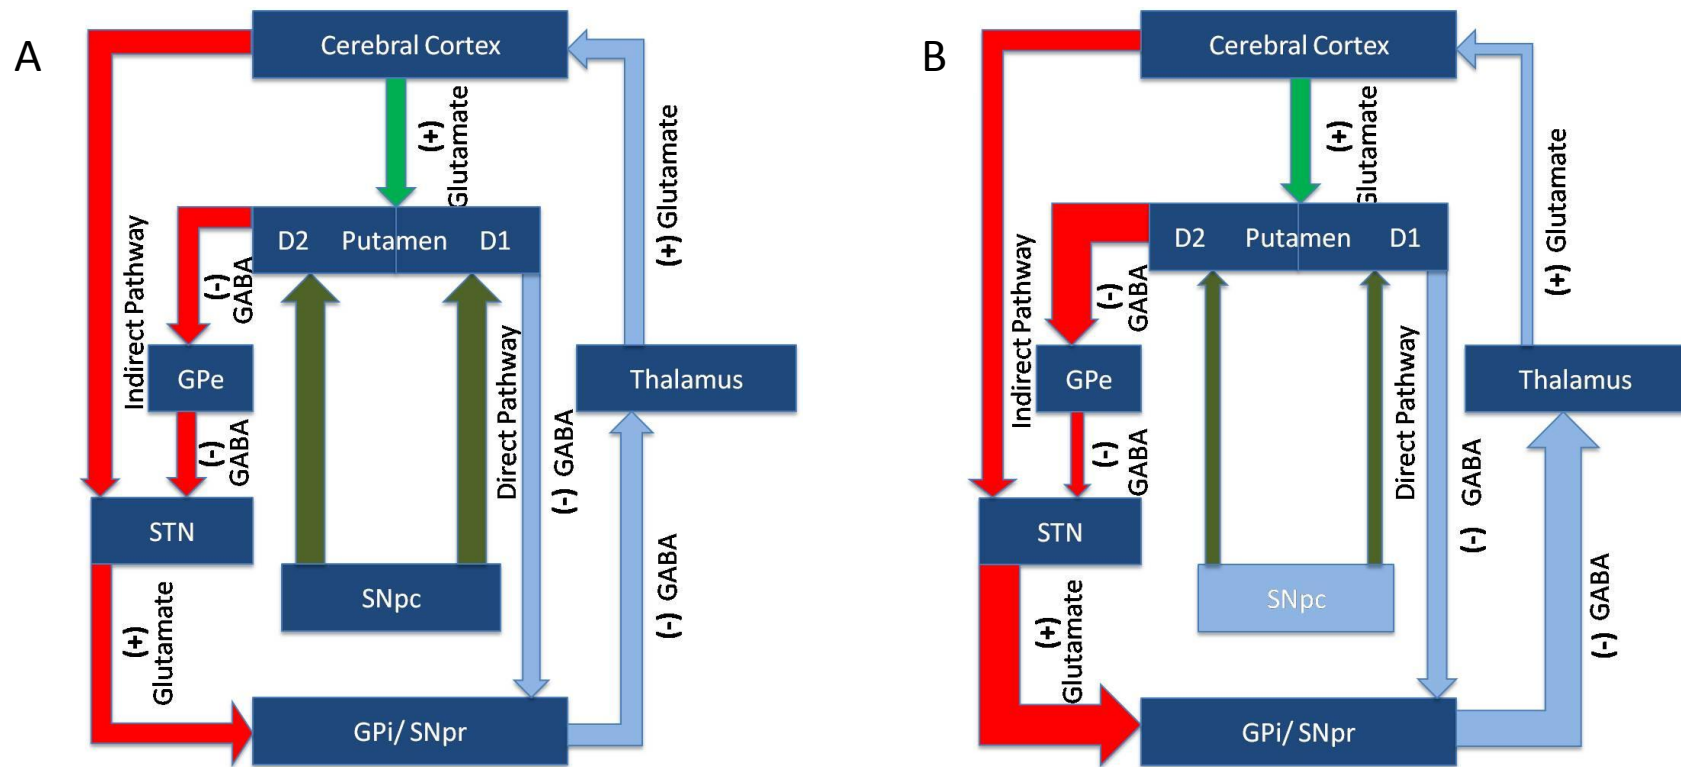 A
Cerebral Cortex
(+)
Glutamate
D2 Putamen D1
(-)
GABA
Indirect Pathway
GPe
(-)
GABA
STN
(+)
Glutamate
SNpc
Direct Pathway
(-) GABA
GPi/ SNpr
(-) GABA
Thalamus
(+) Glutamate
B
Cerebral Cortex
(+)
Glutamate
D2 Putamen D1
(-)
GABA
Indirect Pathway
GPe
(-)
GABA
STN
(+)
Glutamate
SNpc
Direct Pathway
(-) GABA
GPi/ SNpr
(-) GABA
Thalamus
(+) Glutamate